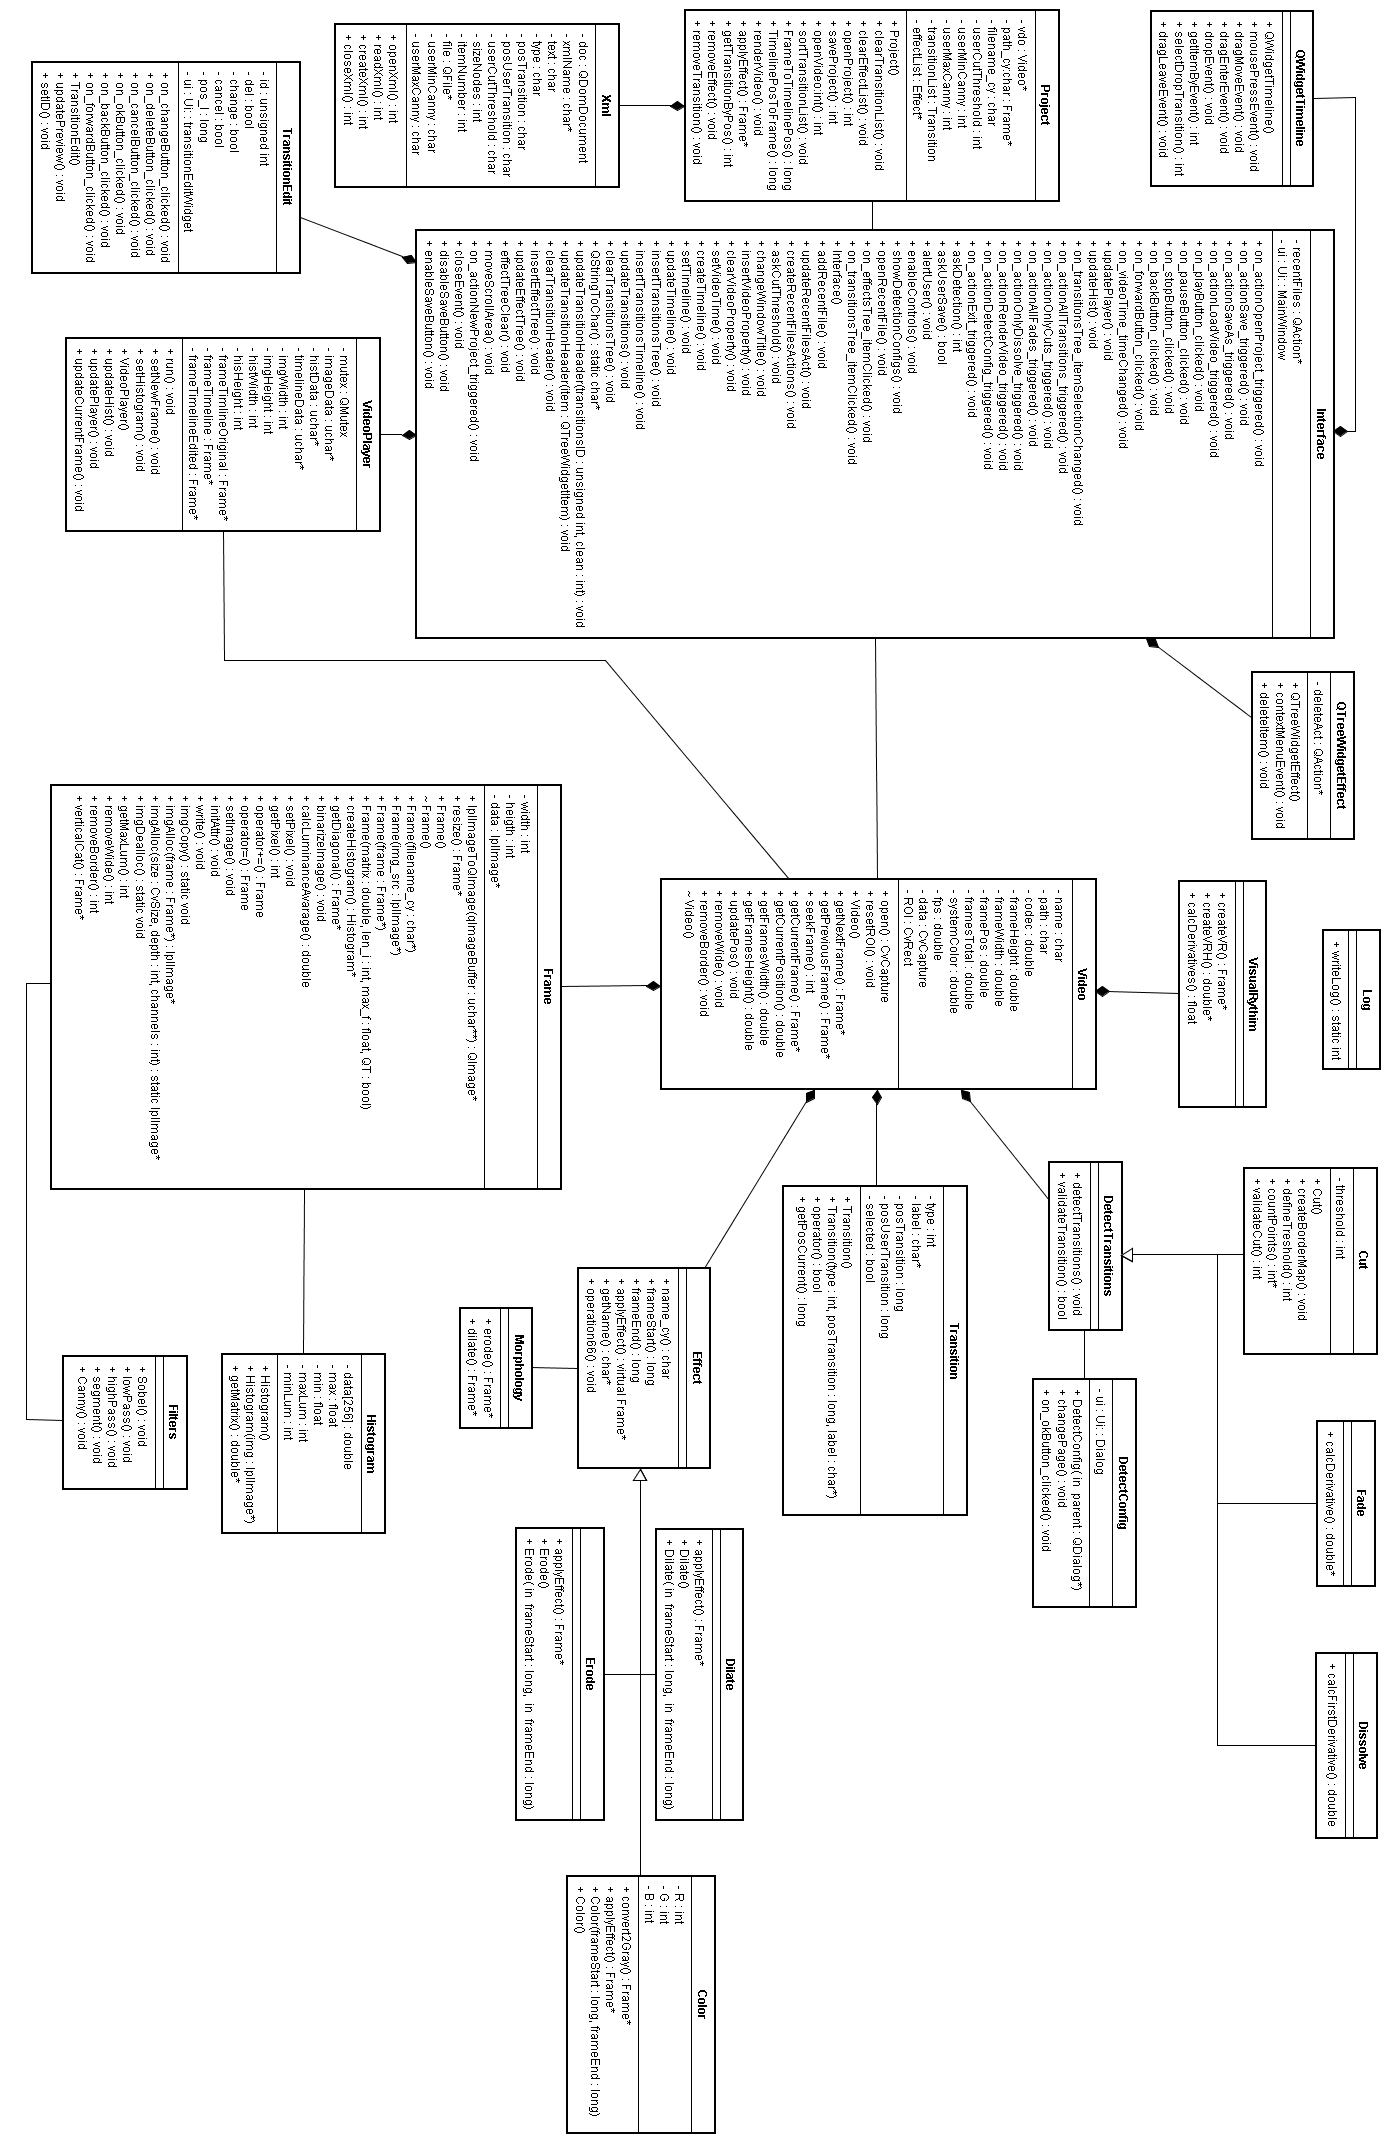 QWidgetTimeline
+ QWidgetTimeline()
+ mousePressEvent() : void
+ dragMoveEvent() : void
+ dragEnterEvent() : void
+ dropEvent() : void
+ getItemByEvent() : int
+ selectDropTransition() : int
+ dragLeaveEvent() : void
Project
- vdo : Video*
- path_cy:char : Frame*
- filename_cy : char
- userCutThreshold : int
- userMinCanny : int
- userMaxCanny : int
- transitionList : Transition
- effectList : Effect*
+ Project()
+ clearTransitionList() : void
+ clearEffectList() : void
+ openProject() : int
+ saveProject() : int
+ openVideo:int() : int
+ sortTransitionList() : void
+ FrameToTimelinePos() : long
+ TimelinePosToFrame() : long
+ renderVideo() : void
+ applyEffect() : Frame*
+ getTransitionByPos() : int
+ removeEffect() : void
+ removeTransition() : void
Xml
- doc : QDomDocument
- xmlName : char*
- text : char
- type : char
- posTransition : char
- posUserTransition : char
- userCutThreshold : char
- sizeNodes : int
- itemNumber : int
- file : QFile*
- userMinCanny : char
- userMaxCanny : char
+ openXml() : int
+ readXml() : int
+ createXml() : int
+ closeXml() : int
TransitionEdit
- id : unsigned int
- del : bool
- change : bool
- cancel : bool
- pos_l : long
- ui : Ui : transitionEditWidget
+ on_changeButton_clicked() : void
+ on_deleteButton_clicked() : void
+ on_cancelButton_clicked() : void
+ on_okButton_clicked() : void
+ on_backButton_clicked() : void
+ on_forwardButton_clicked() : void
+ TransitionEdit()
+ updatePreview() : void
+ setID() : void
Interface
- recentFiles : QAction*
- ui : Ui : MainWindow
+ on_actionOpenProject_triggered() : void
+ on_actionSave_triggered() : void
+ on_actionSaveAs_triggered() : void
+ on_actionLoadVideo_triggered() : void
+ on_playButton_clicked() : void
+ on_pauseButton_clicked() : void
+ on_stopButton_clicked() : void
+ on_backButton_clicked() : void
+ on_forwardButton_clicked() : void
+ on_videoTime_timeChanged() : void
+ updatePlayer() : void
+ updateHist() : void
+ on_transitionsTree_itemSelectionChanged() : void
+ on_actionAllTransitions_triggered() : void
+ on_actionOnlyCuts_triggered() : void
+ on_actionAllFades_triggered() : void
+ on_actionOnlyDissolve_triggered() : void
+ on_actionRenderVideo_triggered() : void
+ on_actionDetectConfig_triggered() : void
+ on_actionExit_triggered() : void
+ askDetection() : int
+ askUserSave() : bool
+ alertUser() : void
+ enableControls() : void
+ showDetectionConfigs() : void
+ openRecentFile() : void
+ on_effectsTree_itemClicked() : void
+ on_transitionsTree_itemClicked() : void
+ Interface()
+ addRecentFile() : void
+ updateRecentFilesAct() : void
+ createRecentFilesActions() : void
+ askCutThreshold() : void
+ changeWindowTitle() : void
+ insertVideoProperty() : void
+ clearVideoProperty() : void
+ setVideoTime() : void
+ createTimeline() : void
+ setTimeline() : void
+ updateTimeline() : void
+ insertTransitionsTree() : void
+ insertTransitionsTimeline() : void
+ updateTransitions() : void
+ clearTransitionsTree() : void
+ QStringToChar() : static char*
+ updateTransitionHeader(transitionsID : unsigned int, clean : int) : void
+ updateTransitionHeader(item : QTreeWidgetItem) : void
+ clearTransitionHeader() : void
+ insertEffectTree() : void
+ updateEffectTree() : void
+ effectTreeClean() : void
+ moveScrollArea() : void
+ on_actionNewProject_triggered() : void
+ closeEvent() : void
+ disableSaveButton() : void
+ enableSaveButton() : void
VideoPlayer
- mutex : QMutex
- imageData : uchar*
- histData : uchar*
- timelineData : uchar*
- imgWidth : int
- imgHeight : int
- histWidth : int
- hisHeight : int
- frameTimlineOriginal : Frame*
- frameTimeline : Frame*
- frameTimelineEdited : Frame*
+ run() : void
+ setNewFrame() : void
+ setHistogram() : void
+ VideoPlayer()
+ updateHist() : void
+ updatePlayer() : void
+ updateCurrentFrame() : void
QTreeWidgetEffect
- deleteAct : QAction*
+ QTreeWidgetEffect()
+ contextMenuEvent() : void
+ deleteItem() : void
Log
+ writeLog() : static int
VisualRythim
+ createVR() : Frame*
+ createVRH() : double*
+ calcDerivatives() : float
Video
- name : char
- path : char
- codec : double
- frameHeight : double
- frameWidth : double
- framePos : double
- framesTotal : double
- systemColor : double
- fps : double
- data : CvCapture
- ROI : CvRect
+ open() : CvCapture
+ resetROI() : void
+ Video()
+ getNextFrame() : Frame*
+ getPreviousFrame() : Frame*
+ seekFrame() : int
+ getCurrentFrame() : Frame*
+ getCurrentPosition() : double
+ getFramesWidth() : double
+ getFramesHeight() : double
+ updatePos() : void
+ removeWide() : void
+ removeBorder() : void
~Video()
Frame
- width : int
- heigth : int
- data : IplImage*
+ IplImageToQImage(qImageBuffer : uchar**) : QImage*
+ resize() : Frame*
+ Frame()
~ Frame()
+ Frame(filename_cy : char*)
+ Frame(img_src : IplImage*)
+ Frame(frame : Frame*)
+ Frame(matrix : double, len_i : int, max_f : float, QT : bool)
+ createHistogram() : Histogram*
+ getDiagonal() : Frame*
+ binarizeImage() : void
+ calcLuminanceAvarage() : double
+ setPixel() : void
+ getPixel() : int
+ operator+=() : Frame
+ operator=() : Frame
+ setImage() : void
+ initAttr() : void
+ write() : void
+ imgCopy() : static void
+ imgAlloc(frame : Frame*) : IplImage*
+ imgAlloc(size : CvSize, depth : int, channels : int) : static IplImage*
+ imgDealloc() : static void
+ getMaxLum() : int
+ removeWide() : int
+ removeBorder() : int
+ verticalCat() : Frame*
Cut
- threshold : int
+ Cut()
+ createBorderMap() : void
+ defineTreshold() : int
+ countPoints() : int*
+ validateCut() : int
DetectTransitions
+ detectTransitions() : void
+ validateTransition() : bool
Transition
- type : int
- label : char*
- posTransition : long
- posUserTransition : long
- selected : bool
+ Transition()
+ Transition(type : int, posTransition : long, label : char*)
+ operator() : bool
+ getPosCurrent() : long
Effect
+ name_cy() : char
+ frameStart() : long
+ frameEnd() : long
+ applyEffect() : virtual Frame*
+ getName() : char*
+ operation66() : void
Morphology
+ erode() : Frame*
+ dilate() : Frame*
Histogram
- data[256] : double
- max : float
- min : float
- maxLum : int
- minLum : int
+ Histogram()
+ Histogram(img : IplImage*)
+ getMatrix() : double*
Filters
+ Sobel() : void
+ lowPass() : void
+ highPass() : void
+ segment() : void
+ Canny() : void
DetectConfig
- ui : Ui : Dialog
+ DetectConfig( in parent : QDialog*)
+ changePage() : void
+ on_okButton_clicked() : void
Fade
+ calcDerivative() : double*
Dissolve
+ calcFirstDerivative() : double
Dilate
+ applyEffect() : Frame*
+ Dilate()
+ Dilate( in frameStart : long, in frameEnd : long)
Erode
+ applyEffect() : Frame*
+ Erode()
+ Erode( in frameStart : long, in frameEnd : long)
Color
- R : int
- G : int
- B : int
+ convert2Gray() : Frame*
+ applyEffect() : Frame*
+ Color(frameStart : long, frameEnd : long)
+ Color()